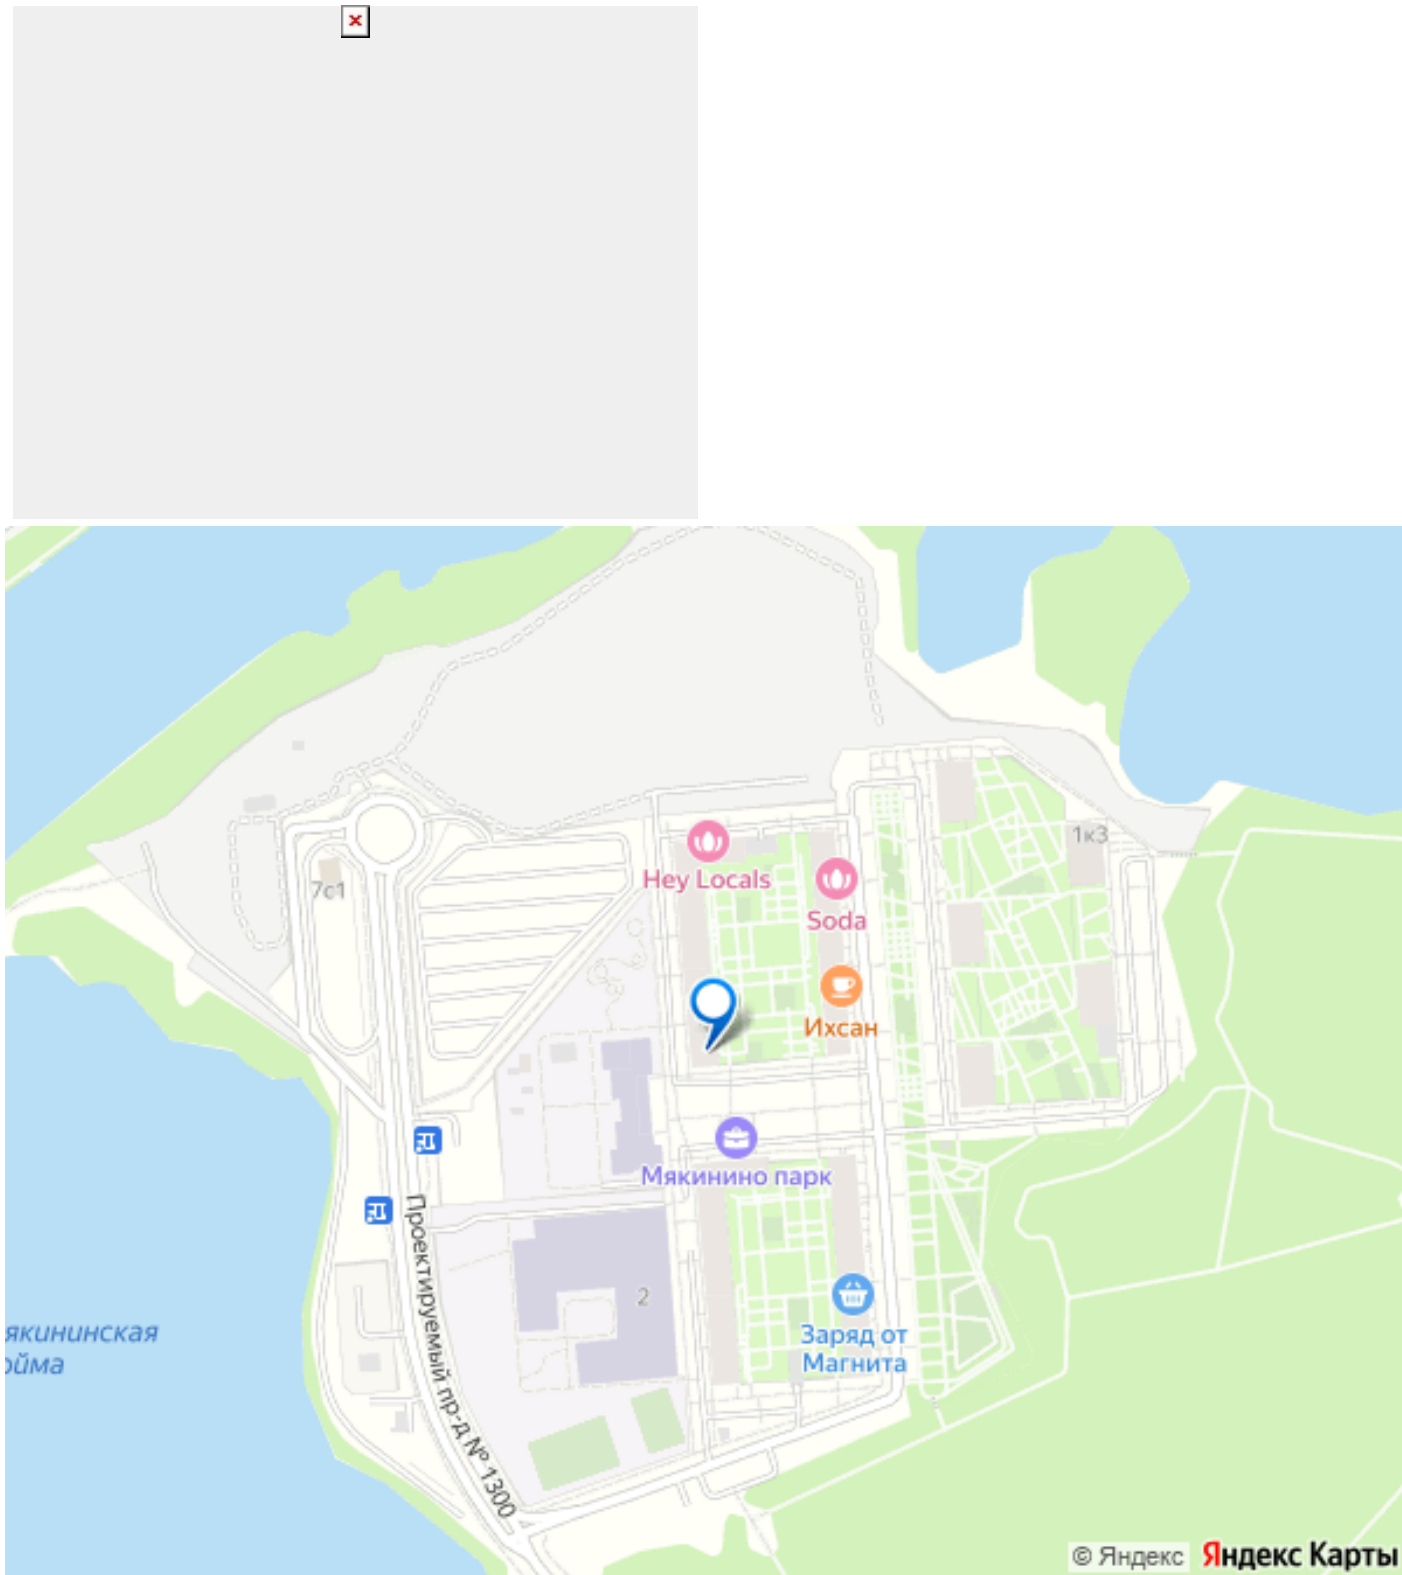 1к3
Hey Locals
7с1
Soda
Ихсан
Мякинино парк
Проектируемый пр-д № 1300
2
якининская
ойма
Заряд от
Магнита
© Яндекс Яндекс Карты